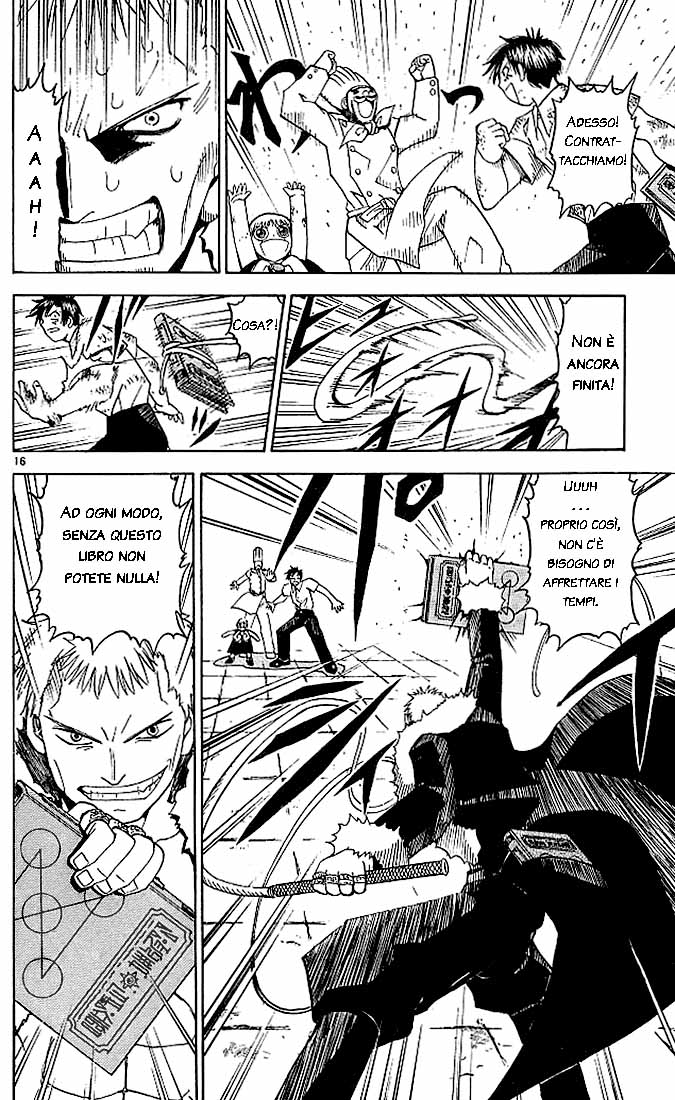 A
A
A
H
!
Adesso!
Contrat-
tacchiamo!
Cosa?!
Non è
ancora
finita!
16
Ad ogni modo,
senza questo
libro non
potete nulla!
Uuuh
...
proprio così,
non c'è
bisogno di
affrettare i
tempi.